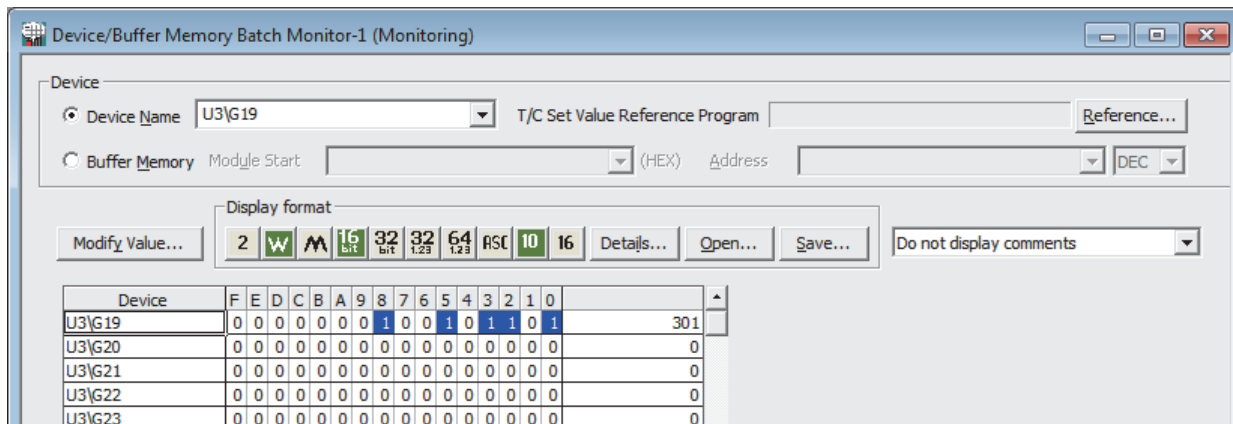 Device/Buffer Memory Batch Monitor-1 (Monitoring)
Device
Device Name U3\G19 T/C Set Value Reference Program Reference...
Buffer Memory Module Start (HEX) Address DEC
Display format
Modify Value... 2 W M 16 bit 32 bit 32 1.23 64 1.23 ASC 10 16 Details... Open... Save... Do not display comments
Device F E D C B A 9 8 7 6 5 4 3 2 1 0
U3\G19 0 0 0 0 0 0 0 1 0 0 1 0 1 1 0 1 301
U3\G20 0 0 0 0 0 0 0 0 0 0 0 0 0 0 0 0 0
U3\G21 0 0 0 0 0 0 0 0 0 0 0 0 0 0 0 0 0
U3\G22 0 0 0 0 0 0 0 0 0 0 0 0 0 0 0 0 0
U3\G23 0 0 0 0 0 0 0 0 0 0 0 0 0 0 0 0 0